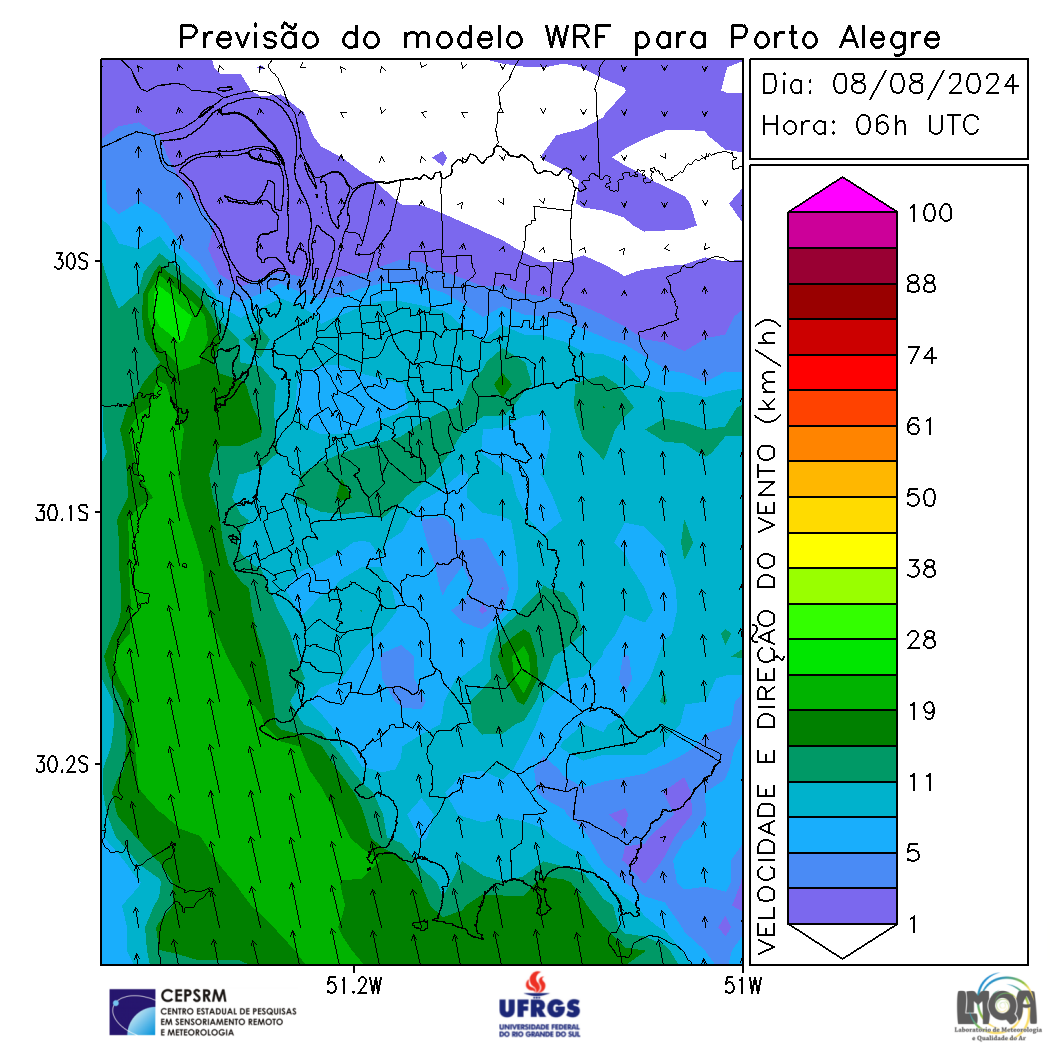 Previsão do modelo WRF para Porto Alegre
Dia: 08/08/2024
Hora: 06h UTC
30S
30.1S
30.2S
51.2W
51W
VELOCIDADE E DIREÇÃO DO VENTO (km/h)
100
88
74
61
50
38
28
19
11
5
1
CEPSRM
CENTRO ESTADUAL DE PESQUISAS
EM SENSORIAMENTO REMOTO
E METEOROLOGIA
UFRGS
UNIVERSIDADE FEDERAL
DO RIO GRANDE DO SUL
LMQA
Laboratório de Meteorologia
e Qualidade do Ar